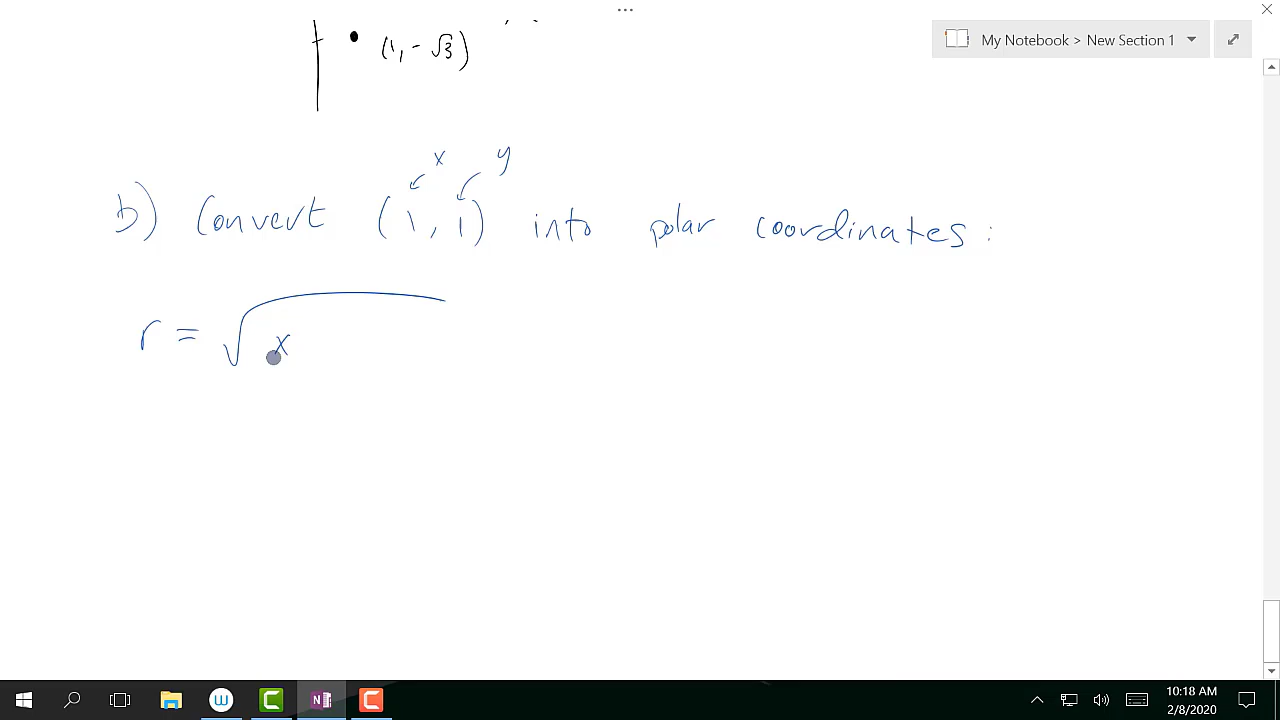 (1, - √3)
My Notebook > New Section 1
x y
b) Convert (1, 1) into polar coordinates :
r = √x
10:18 AM
2/8/2020